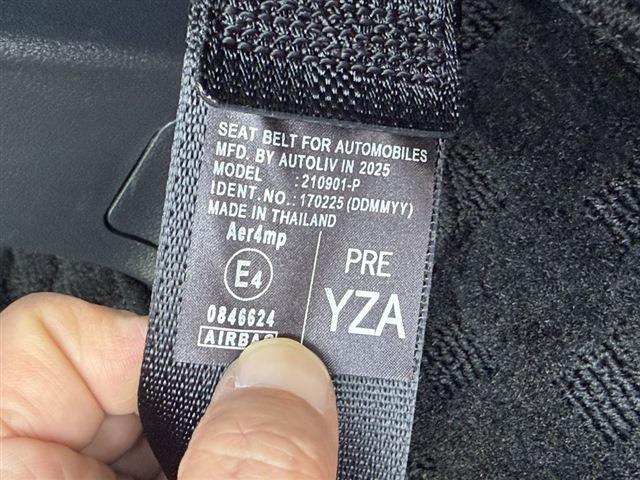 SEAT BELT FOR AUTOMOBILES
MFD. BY AUTOLIV IN 2025
MODEL :210901-P
IDENT. NO.:170225 (DDMMYY)
MADE IN THAILAND
Aer4mp
E4
0846624
AIRBAG
PRE
YZA